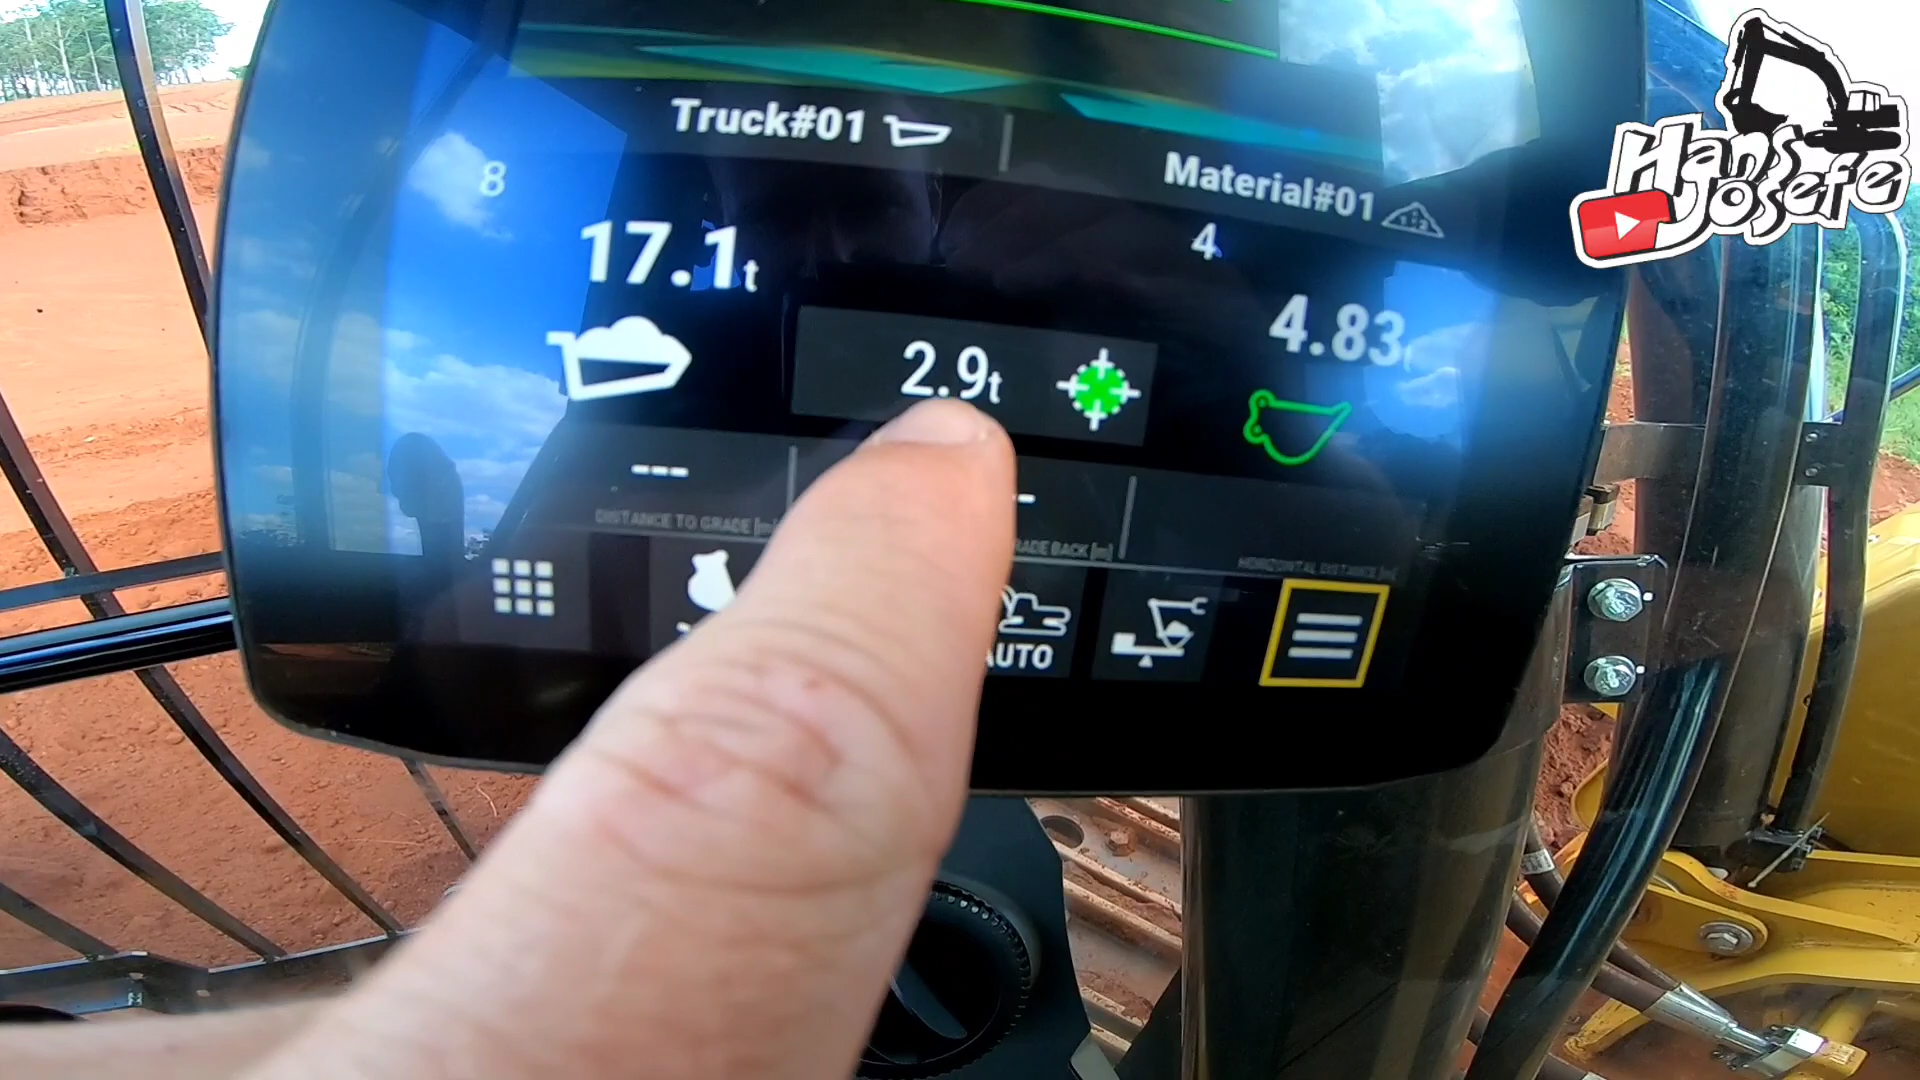 Truck#01
Material#01
8
17.1t
4
4.83
2.9t
---
DISTANCE TO GRADE [m]
BACK [m]
HORIZONTAL DISTANCE [m]
AUTO
Hans
Josefe